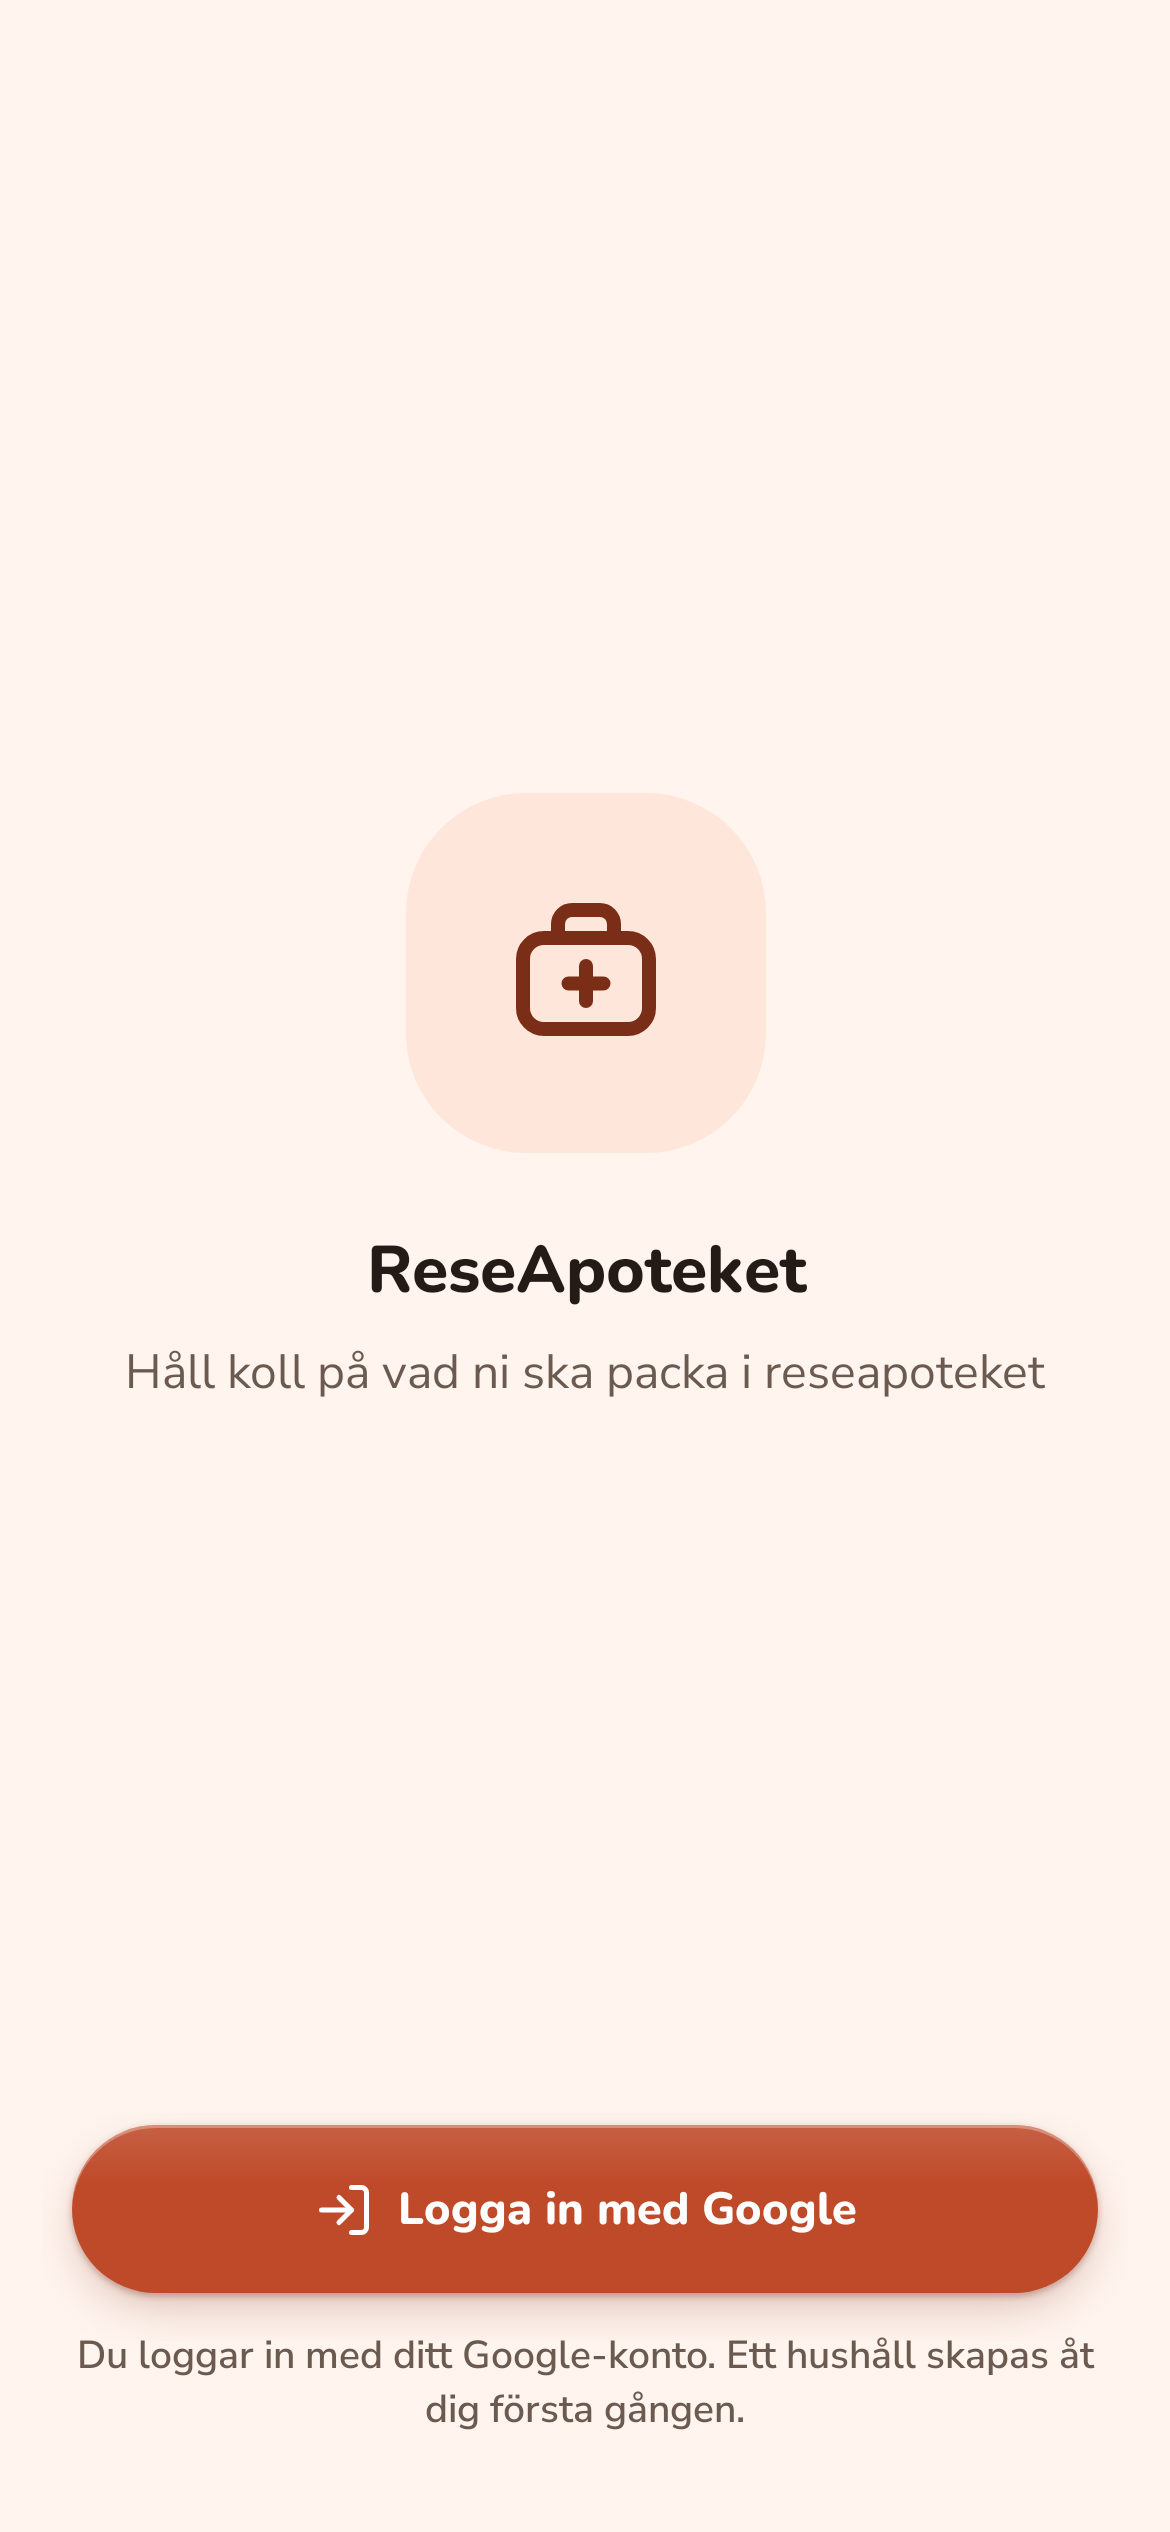 ReseApoteket
Håll koll på vad ni ska packa i reseapoteket
Logga in med Google
Du loggar in med ditt Google-konto. Ett hushåll skapas åt
dig första gången.